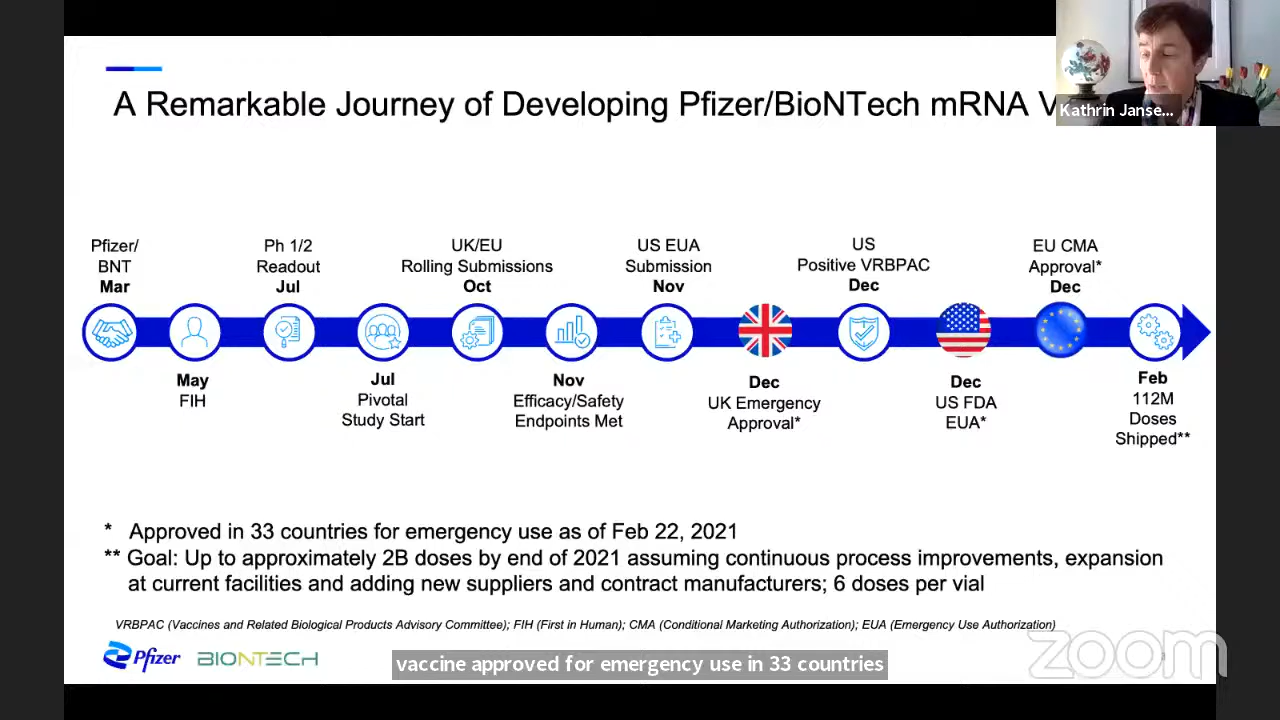 A Remarkable Journey of Developing Pfizer/BioNTech mRNA V
Kathrin Janse...
Pfizer/
BNT
Mar
May
FIH
Ph 1/2
Readout
Jul
Jul
Pivotal
Study Start
UK/EU
Rolling Submissions
Oct
Nov
Efficacy/Safety
Endpoints Met
US EUA
Submission
Nov
Dec
UK Emergency
Approval*
US
Positive VRBPAC
Dec
Dec
US FDA
EUA*
EU CMA
Approval*
Dec
Feb
112M
Doses
Shipped**
* Approved in 33 countries for emergency use as of Feb 22, 2021
** Goal: Up to approximately 2B doses by end of 2021 assuming continuous process improvements, expansion
at current facilities and adding new suppliers and contract manufacturers; 6 doses per vial
VRBPAC (Vaccines and Related Biological Products Advisory Committee); FIH (First in Human); CMA (Conditional Marketing Authorization); EUA (Emergency Use Authorization)
Pfizer
BIONTECH
vaccine approved for emergency use in 33 countries
zoom